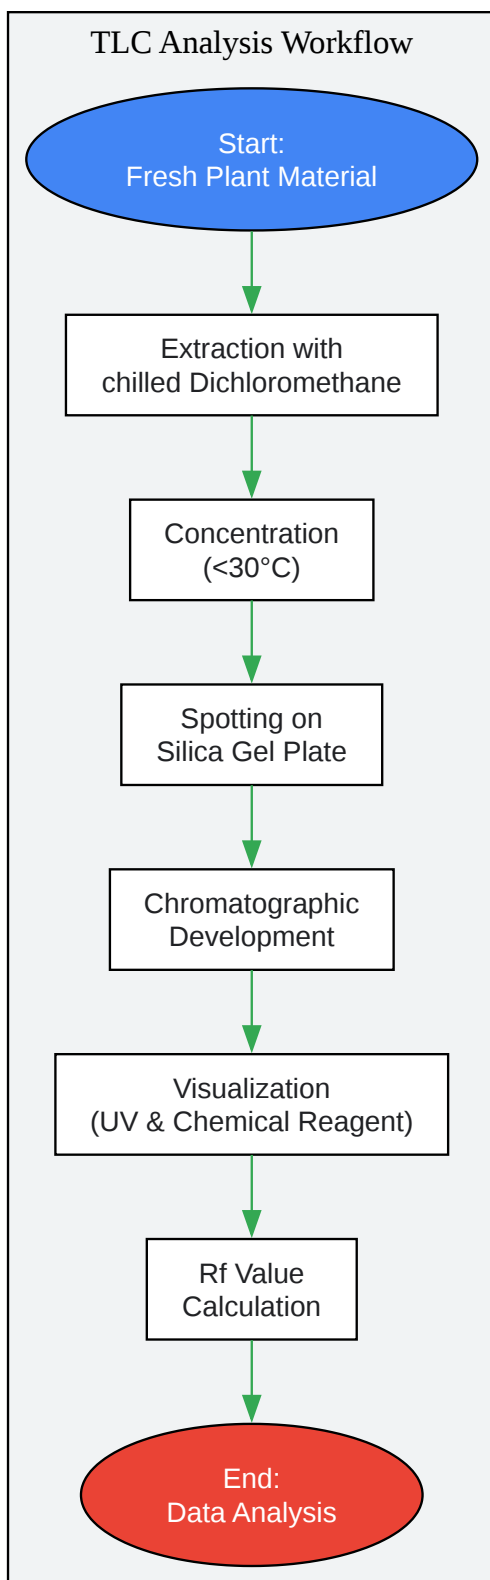 TLC Analysis Workflow
Start:
Fresh Plant Material
Extraction with
chilled Dichloromethane
Concentration
(<30°C)
Spotting on
Silica Gel Plate
Chromatographic
Development
Visualization
(UV & Chemical Reagent)
Rf Value
Calculation
End:
Data Analysis